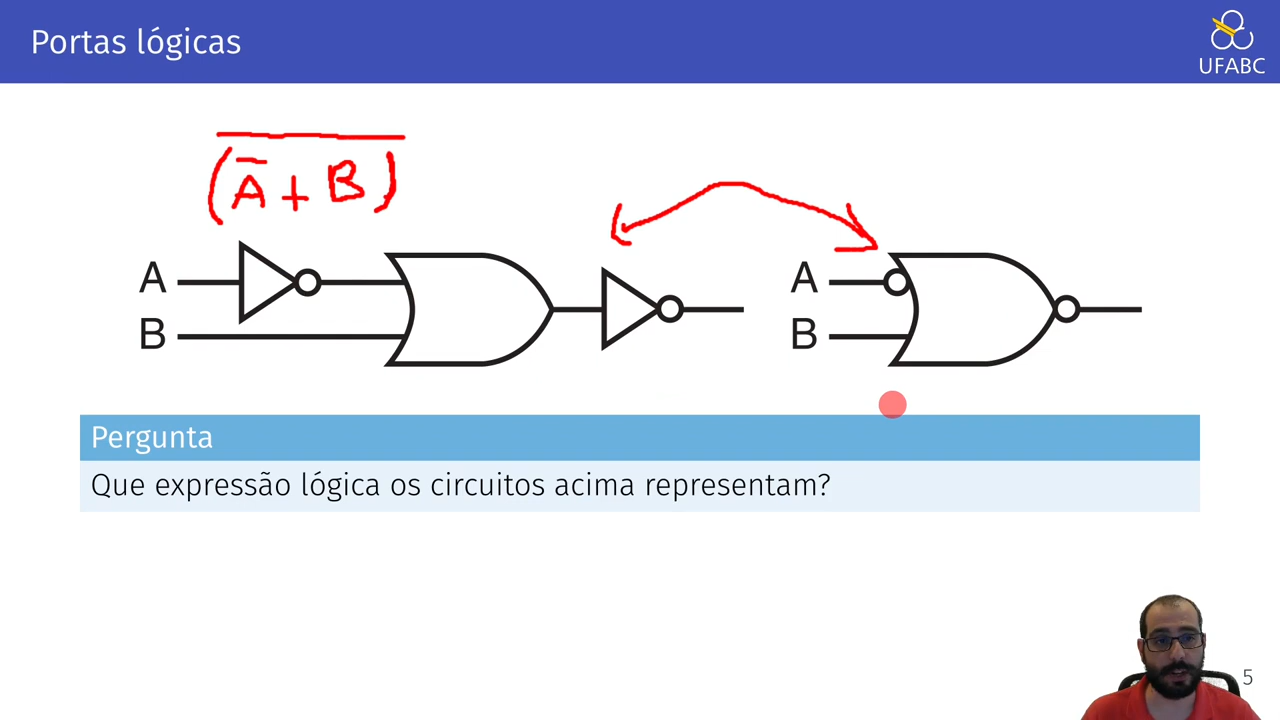 Portas lógicas
UFABC
(A̅ + B)̅
A
B
A
B
Pergunta
Que expressão lógica os circuitos acima representam?
5